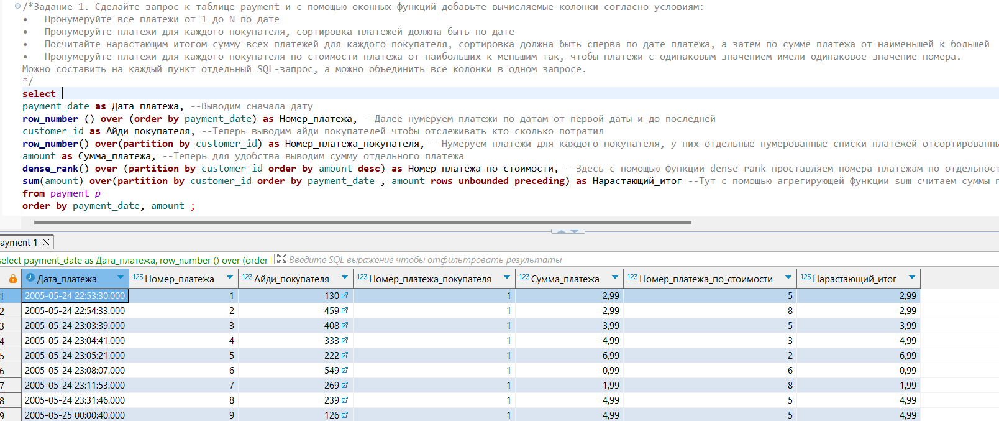 /*Задание 1. Сделайте запрос к таблице payment и с помощью оконных функций добавьте вычисляемые колонки согласно условиям:
•   Пронумеруйте все платежи от 1 до N по дате
•   Пронумеруйте платежи для каждого покупателя, сортировка платежей должна быть по дате
•   Посчитайте нарастающим итогом сумму всех платежей для каждого покупателя, сортировка должна быть сперва по дате платежа, а затем по сумме платежа от наименьшей к большей
•   Пронумеруйте платежи для каждого покупателя по стоимости платежа от наибольших к меньшим так, чтобы платежи с одинаковым значением имели одинаковое значение номера.
Можно составить на каждый пункт отдельный SQL-запрос, а можно объединить все колонки в одном запросе.
*/
select
payment_date as Дата_платежа, --Выводим сначала дату
row_number () over (order by payment_date) as Номер_платежа, --Далее нумеруем платежи по датам от первой даты и до последней
customer_id as Айди_покупателя, --Теперь выводим айди покупателей чтобы отслеживать кто сколько потратил
row_number() over(partition by customer_id) as Номер_платежа_покупателя, --Нумеруем платежи для каждого покупателя, у них отдельные нумерованные списки платежей отсортированны
amount as Сумма_платежа, --Теперь для удобства выводим сумму отдельного платежа
dense_rank() over (partition by customer_id order by amount desc) as Номер_платежа_по_стоимости, --Здесь с помощью функции dense_rank проставляем номера платежам по отдельност
sum(amount) over(partition by customer_id order by payment_date , amount rows unbounded preceding) as Нарастающий_итог --Тут с помощью агрегирующей функции sum считаем суммы п
from payment p
order by payment_date, amount ;
ayment 1
select payment_date as Дата_платежа, row_number () over (order Введите SQL выражение чтобы отфильтровать результаты
Дата_платежа 123 Номер_платежа 123 Айди_покупателя 123 Номер_платежа_покупателя 123 Сумма_платежа 123 Номер_платежа_по_стоимости 123 Нарастающий_итог
1 2005-05-24 22:53:30.000 1 130 1 2,99 5 2,99
2 2005-05-24 22:54:33.000 2 459 1 2,99 8 2,99
3 2005-05-24 23:03:39.000 3 408 1 3,99 5 3,99
4 2005-05-24 23:04:41.000 4 333 1 4,99 3 4,99
5 2005-05-24 23:05:21.000 5 222 1 6,99 2 6,99
6 2005-05-24 23:08:07.000 6 549 1 0,99 6 0,99
7 2005-05-24 23:11:53.000 7 269 1 1,99 8 1,99
8 2005-05-24 23:31:46.000 8 239 1 4,99 5 4,99
9 2005-05-25 00:00:40.000 9 126 1 4,99 5 4,99